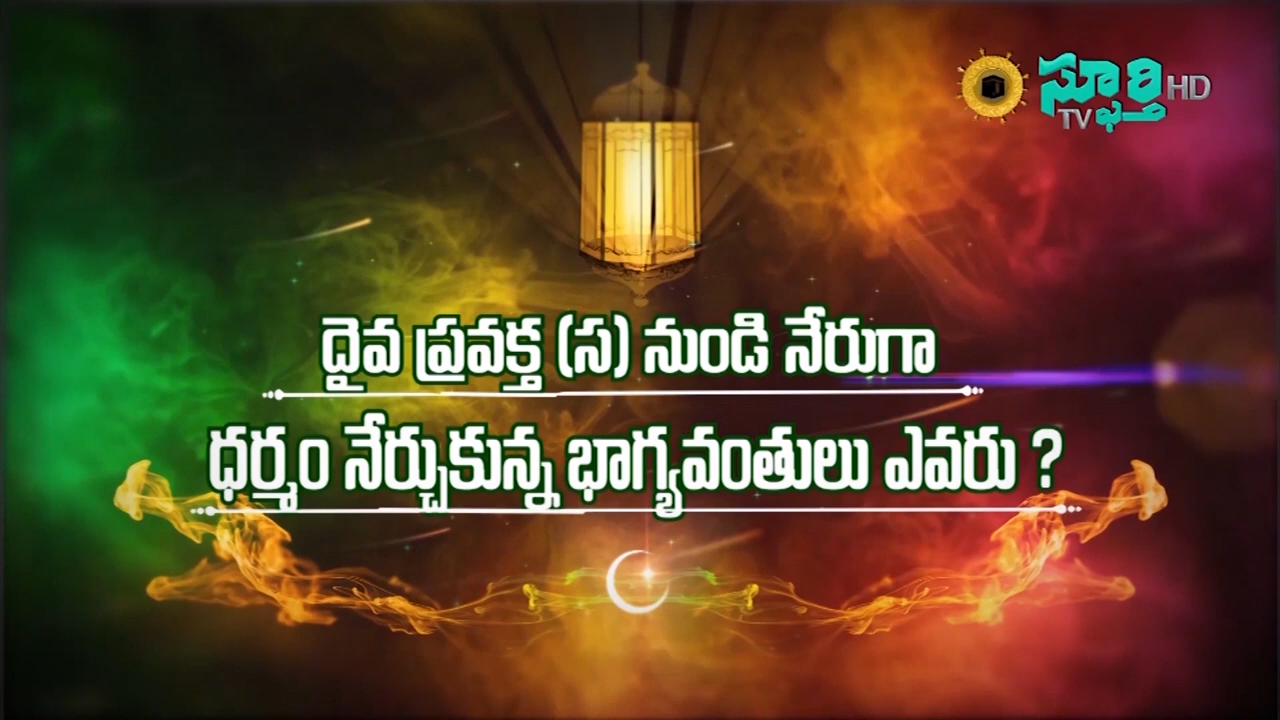 స్ఫూర్తి HD
TV
దైవ ప్రవక్త (స) నుండి నేరుగా
ధర్మం నేర్చుకున్న భాగ్యవంతులు ఎవరు ?